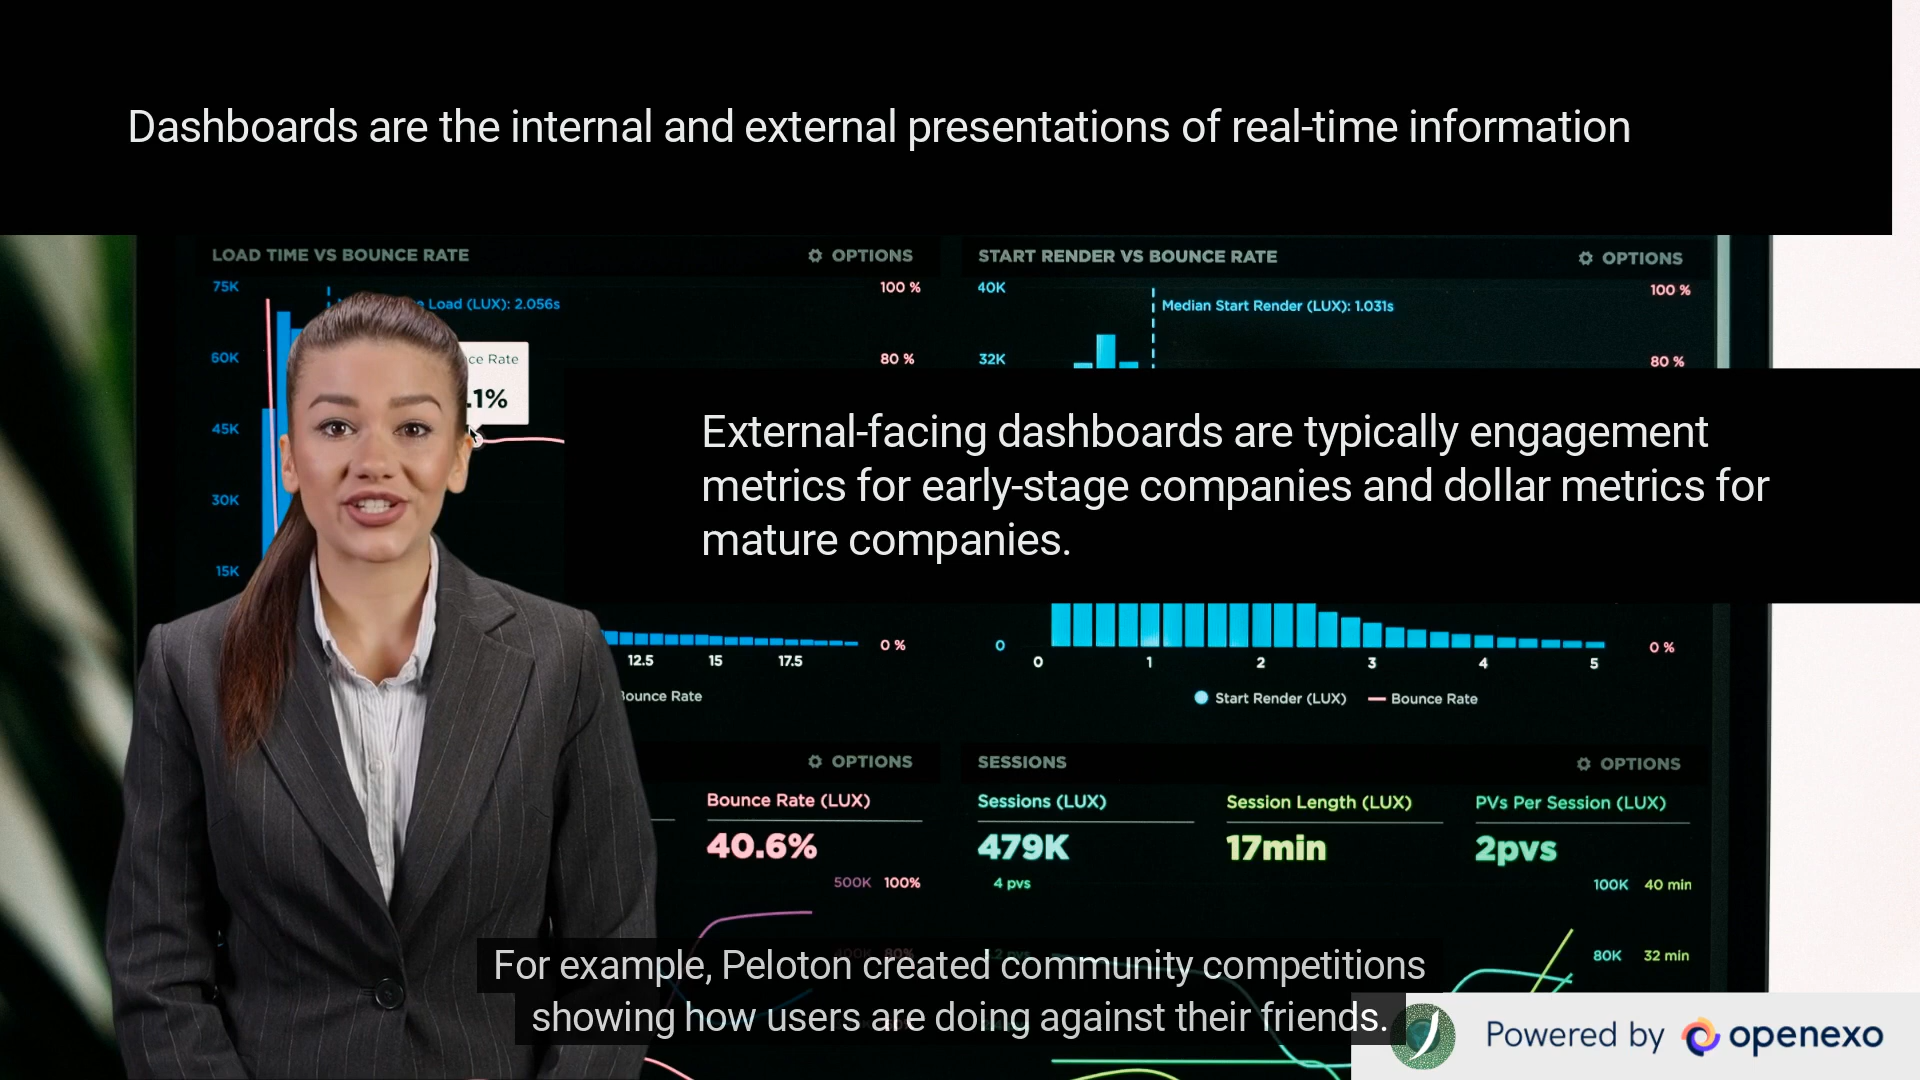 Dashboards are the internal and external presentations of real-time information
LOAD TIME VS BOUNCE RATE
OPTIONS
75K
100 %
Load (LUX): 2.056s
60K
80 %
Rate
.1%
45K
30K
15K
12.5
15
17.5
0 %
Bounce Rate
START RENDER VS BOUNCE RATE
OPTIONS
40K
100 %
Median Start Render (LUX): 1.031s
32K
80 %
External-facing dashboards are typically engagement
metrics for early-stage companies and dollar metrics for
mature companies.
0
0 %
0
1
2
3
4
5
Start Render (LUX)
Bounce Rate
OPTIONS
Bounce Rate (LUX)
40.6%
500K
100%
SESSIONS
OPTIONS
Sessions (LUX)
479K
4 pvs
Session Length (LUX)
17min
PVs Per Session (LUX)
2pvs
100K
40 min
80K
32 min
For example, Peloton created community competitions
showing how users are doing against their friends.
Powered by openexo